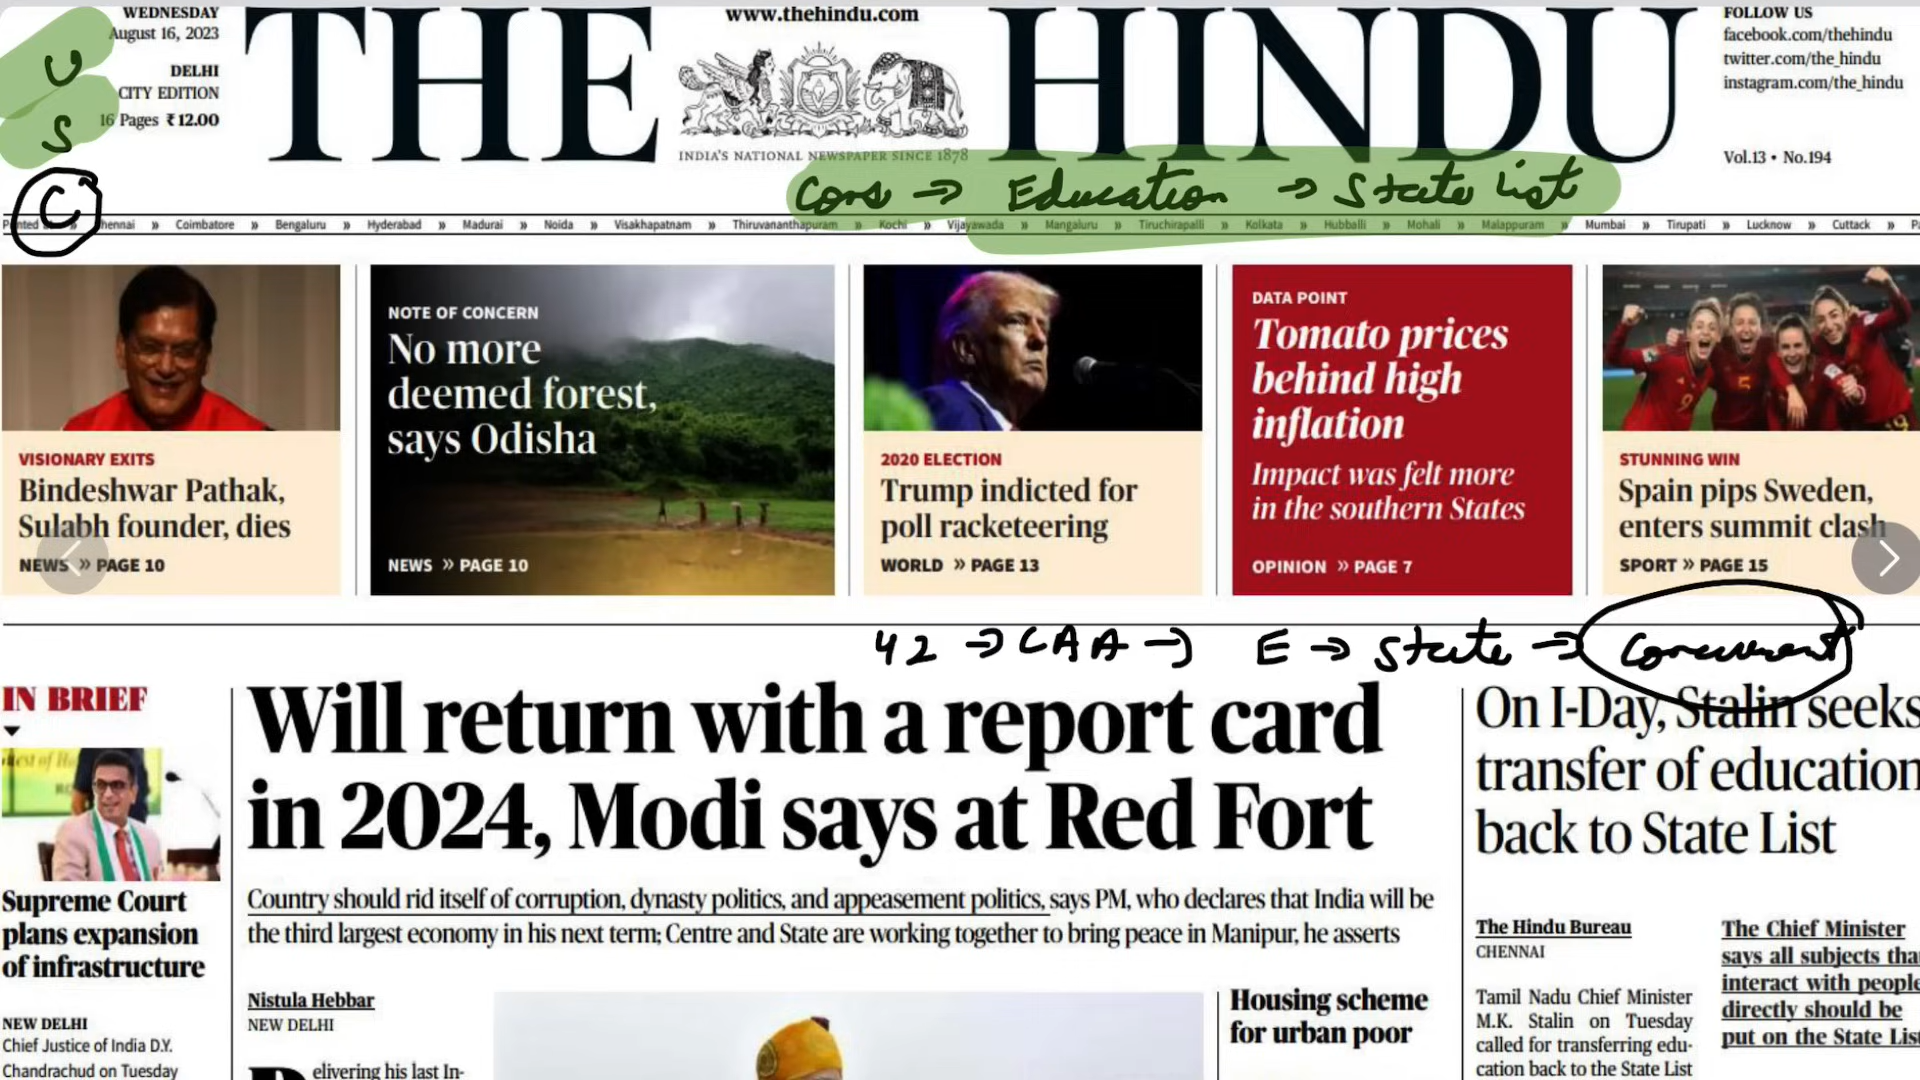 WEDNESDAY
August 16, 2023
DELHI
CITY EDITION
16 Pages ₹ 12.00
U
S
C
www.thehindu.com
THE HINDU
INDIA'S NATIONAL NEWSPAPER SINCE 1878
FOLLOW US
facebook.com/thehindu
twitter.com/the_hindu
instagram.com/the_hindu
Vol.13 • No.194
Cons → Education → State List
Printed » Chennai » Coimbatore » Bengaluru » Hyderabad » Madurai » Noida » Visakhapatnam » Thiruvananthapuram » Kochi » Vijayawada » Mangaluru » Tiruchirapalli » Kolkata » Hubballi » Mohali » Malappuram » Mumbai » Tirupati » Lucknow » Cuttack »
VISIONARY EXITS
Bindeshwar Pathak,
Sulabh founder, dies
NEWS » PAGE 10
NOTE OF CONCERN
No more
deemed forest,
says Odisha
NEWS » PAGE 10
2020 ELECTION
Trump indicted for
poll racketeering
WORLD » PAGE 13
DATA POINT
Tomato prices
behind high
inflation
Impact was felt more
in the southern States
OPINION » PAGE 7
STUNNING WIN
Spain pips Sweden,
enters summit clash
SPORT » PAGE 15
42 → CAA → E → State → Concurrent
IN BRIEF
Supreme Court
plans expansion
of infrastructure
NEW DELHI
Chief Justice of India D.Y.
Chandrachud on Tuesday
Will return with a report card
in 2024, Modi says at Red Fort
Country should rid itself of corruption, dynasty politics, and appeasement politics, says PM, who declares that India will be
the third largest economy in his next term; Centre and State are working together to bring peace in Manipur, he asserts
Nistula Hebbar
NEW DELHI
Delivering his last In-
Housing scheme
for urban poor
On I-Day, Stalin seeks
transfer of education
back to State List
The Hindu Bureau
CHENNAI
Tamil Nadu Chief Minister
M.K. Stalin on Tuesday
called for transferring edu-
cation back to the State List
The Chief Minister
says all subjects tha
interact with people
directly should be
put on the State List